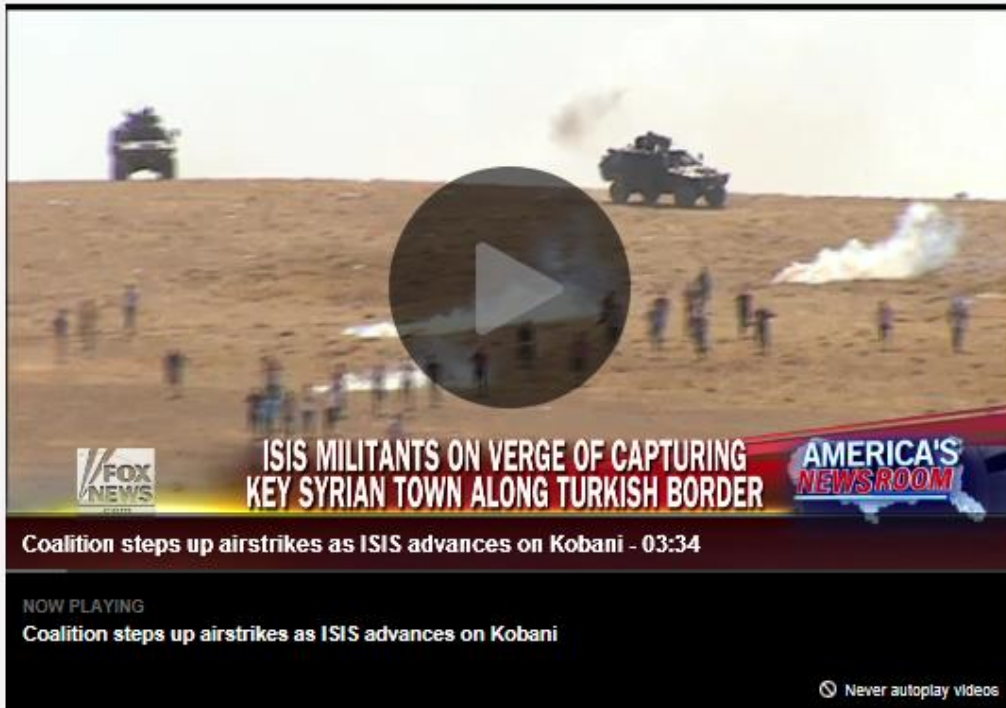 ISIS MILITANTS ON VERGE OF CAPTURING
KEY SYRIAN TOWN ALONG TURKISH BORDER
FOX
NEWS
.com
AMERICA'S
NEWSROOM
Coalition steps up airstrikes as ISIS advances on Kobani - 03:34
NOW PLAYING
Coalition steps up airstrikes as ISIS advances on Kobani
Never autoplay videos